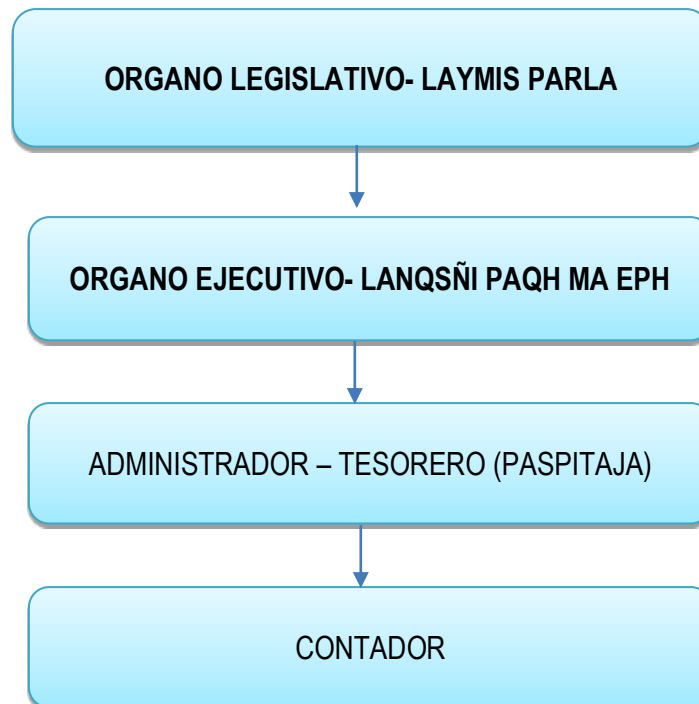 ORGANO LEGISLATIVO- LAYMIS PARLA
ORGANO EJECUTIVO- LANQSÑI PAQH MA EPH
ADMINISTRADOR – TESORERO (PASPITAJA)
CONTADOR